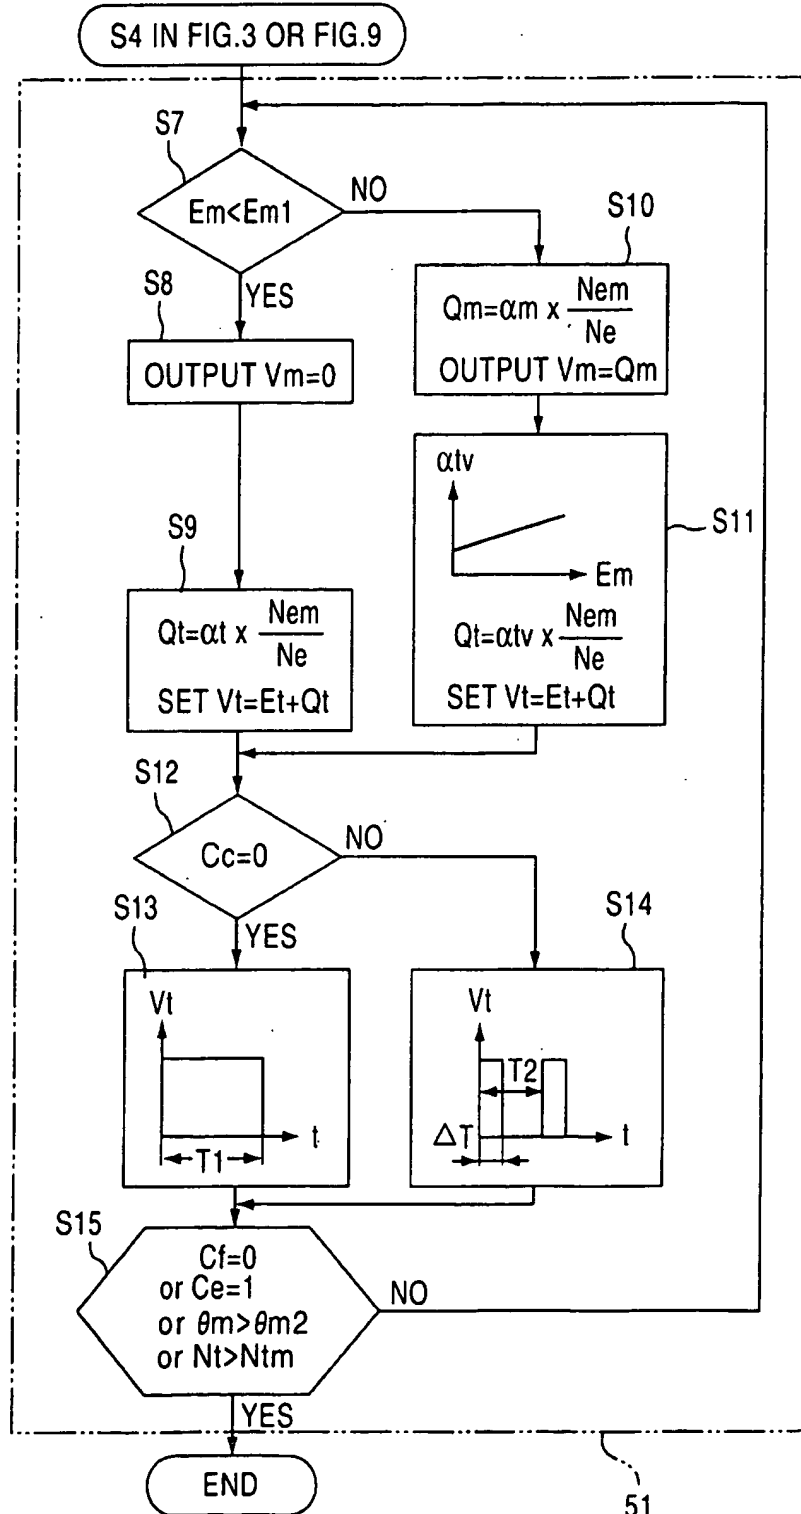 S4 IN FIG.3 OR FIG.9
S7
Em<Em1
NO
YES
S8
OUTPUT Vm=0
S10
Qm=αm x Nem/Ne
OUTPUT Vm=Qm
S11
αtv
Em
Qt=αtv x Nem/Ne
SET Vt=Et+Qt
S9
Qt=αt x Nem/Ne
SET Vt=Et+Qt
S12
Cc=0
NO
YES
S13
Vt
t
T1
S14
Vt
T2
ΔT
t
S15
Cf=0
or Ce=1
or θm>θm2
or Nt>Ntm
NO
YES
END
51